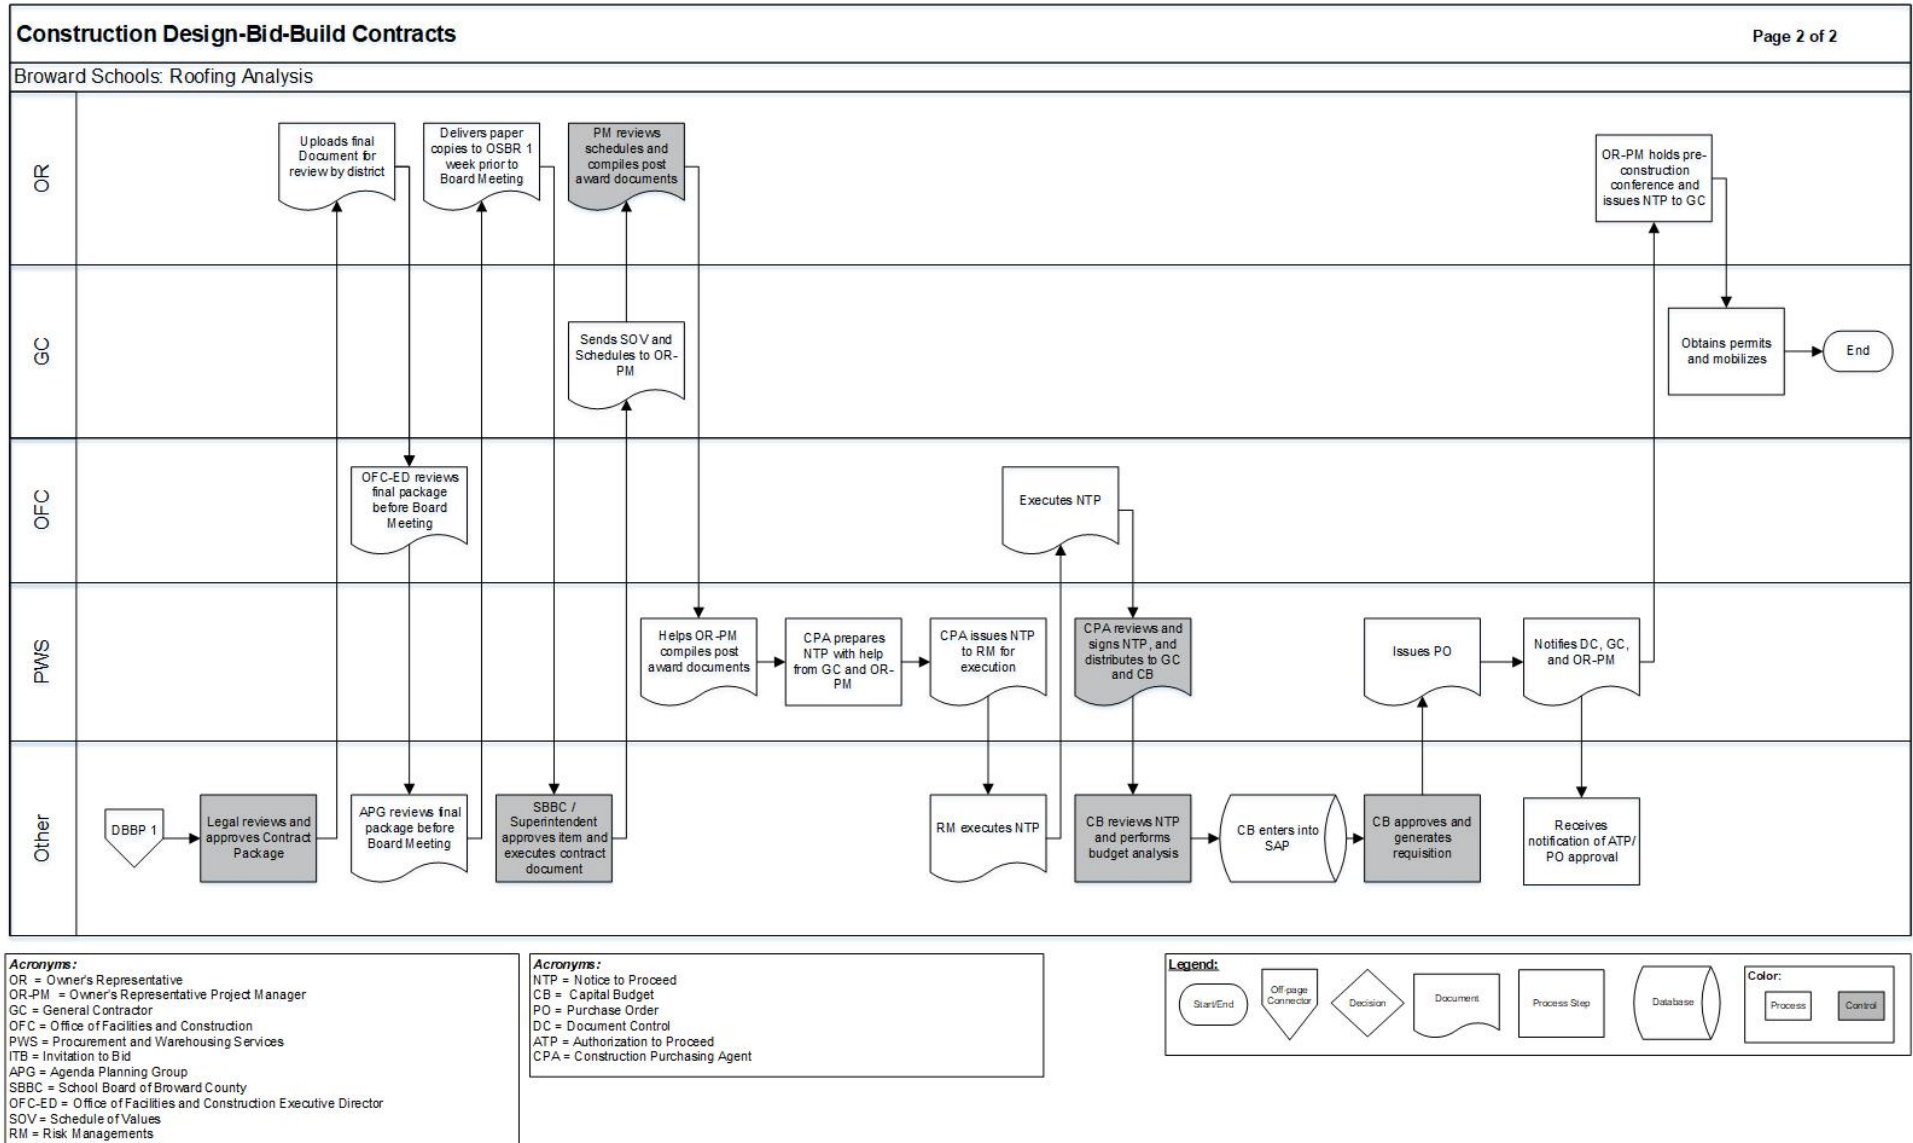 Construction Design-Bid-Build Contracts
Page 2 of 2
Broward Schools: Roofing Analysis
OR
Uploads final
Document for
review by district
Delivers paper
copies to OSBR 1
week prior to
Board Meeting
PM reviews
schedules and
compiles post
award documents
OR-PM holds pre-
construction
conference and
issues NTP to GC
GC
Sends SOV and
Schedules to OR-
PM
Obtains permits
and mobilizes
End
OFC
OFC-ED reviews
final package
before Board
Meeting
Executes NTP
PWS
Helps OR-PM
compiles post
award documents
CPA prepares
NTP with help
from GC and OR-
PM
CPA issues NTP
to RM for
execution
CPA reviews and
signs NTP, and
distributes to GC
and CB
Issues PO
Notifies DC, GC,
and OR-PM
Other
DBBP 1
Legal reviews and
approves Contract
Package
APG reviews final
package before
Board Meeting
SBBC /
Superintendent
approves item and
executes contract
document
RM executes NTP
CB reviews NTP
and performs
budget analysis
CB enters into
SAP
CB approves and
generates
requisition
Receives
notification of ATP/
PO approval
Acronyms:
OR = Owner's Representative
OR-PM = Owner's Representative Project Manager
GC = General Contractor
OFC = Office of Facilities and Construction
PWS = Procurement and Warehousing Services
ITB = Invitation to Bid
APG = Agenda Planning Group
SBBC = School Board of Broward County
OFC-ED = Office of Facilities and Construction Executive Director
SOV = Schedule of Values
RM = Risk Managements
Acronyms:
NTP = Notice to Proceed
CB = Capital Budget
PO = Purchase Order
DC = Document Control
ATP = Authorization to Proceed
CPA = Construction Purchasing Agent
Legend:
Start/End
Off-page
Connector
Decision
Document
Process Step
Database
Color:
Process
Control